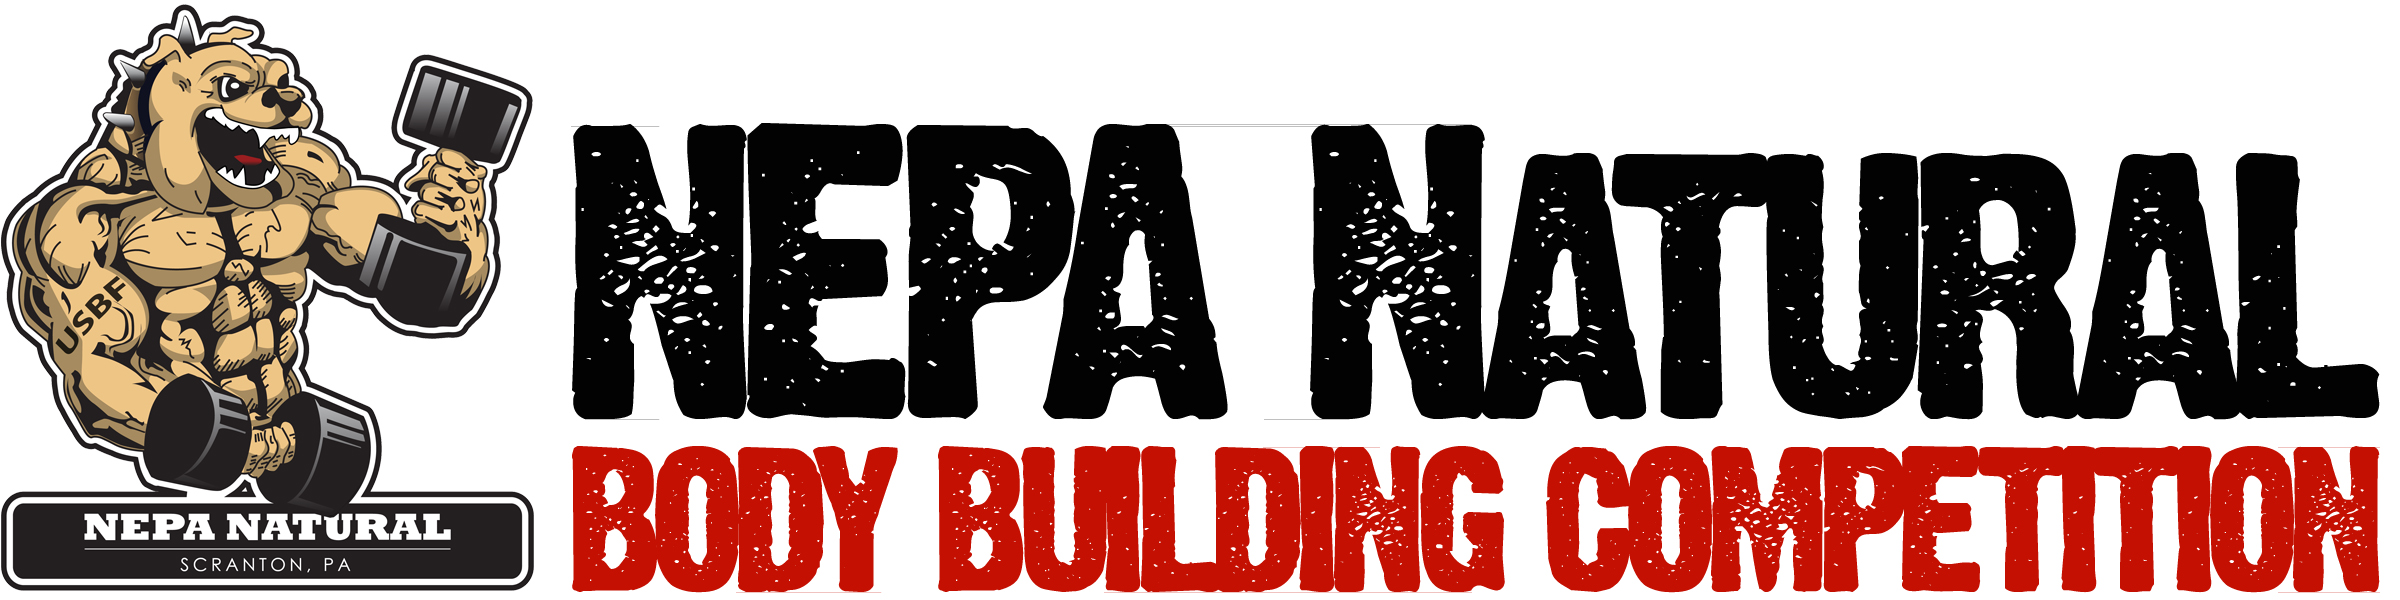 USBF
NEPA NATURAL
SCRANTON, PA
NEPA NATURAL
BODY BUILDING COMPETITION